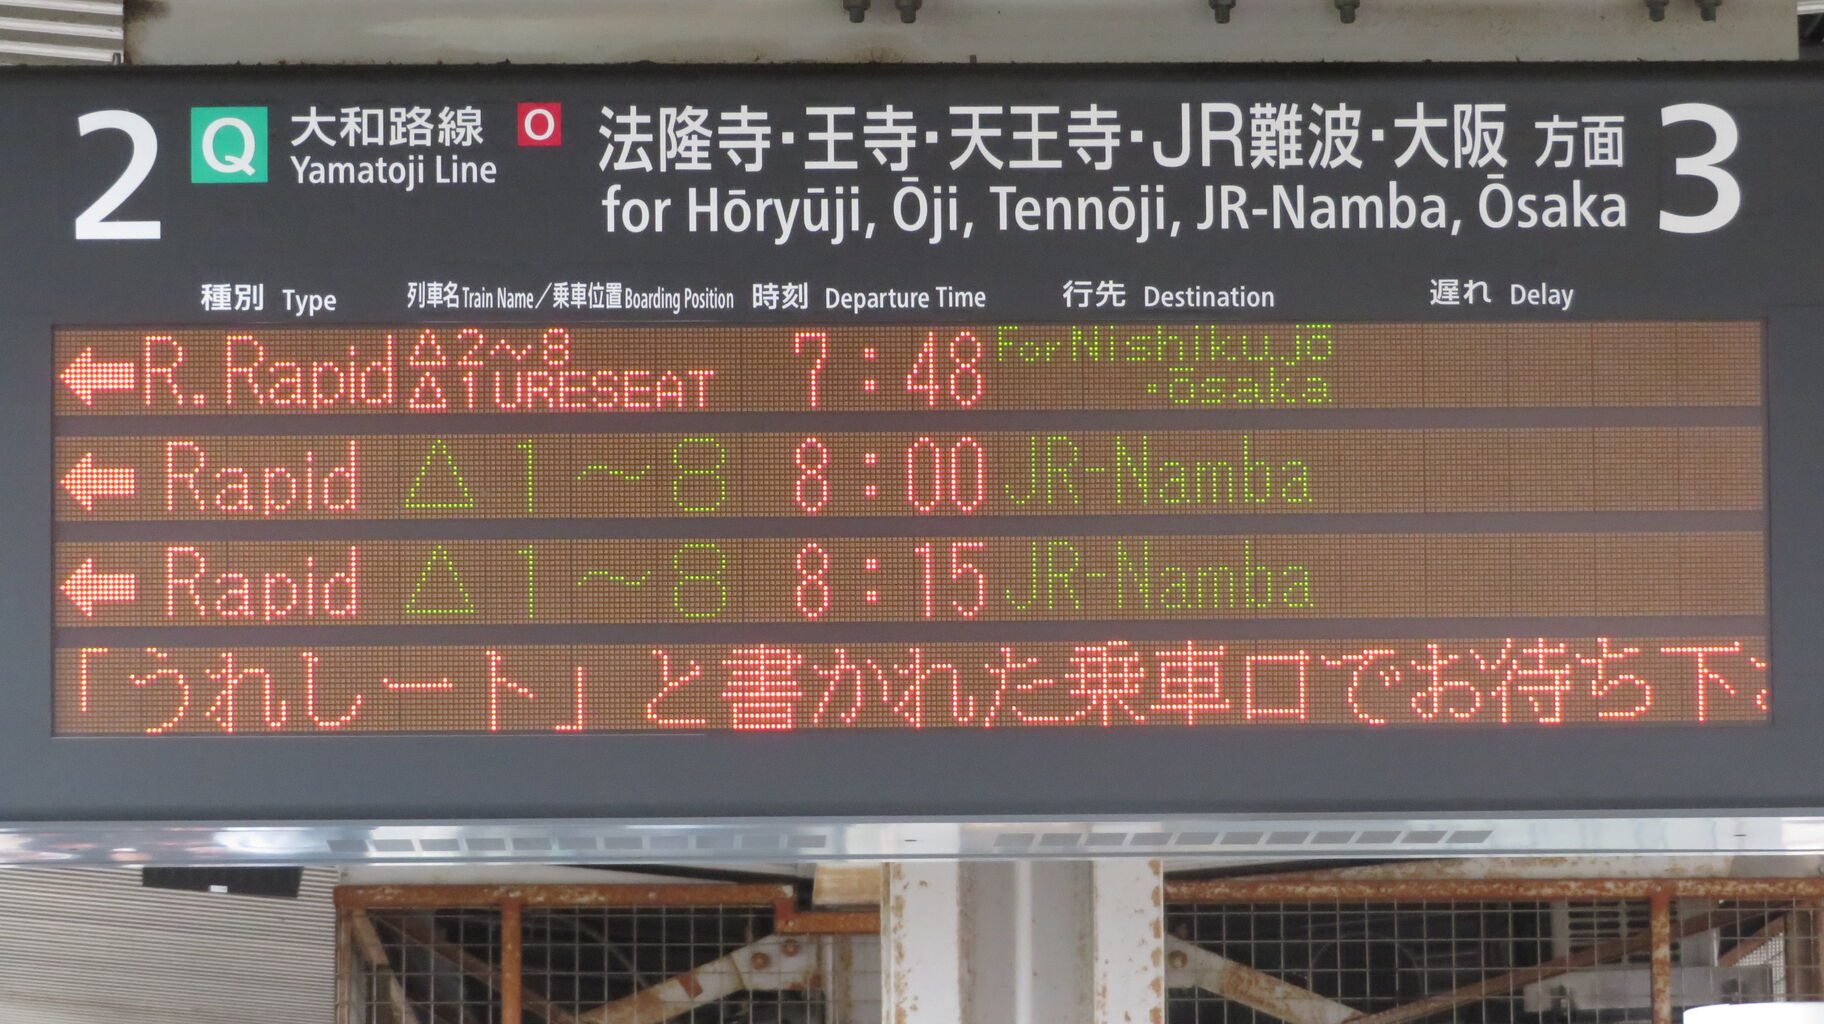 2 Q 大和路線 O 法隆寺・王寺・天王寺・JR難波・大阪 方面 3
Yamatoji Line for Hōryūji, Ōji, Tennōji, JR-Namba, Ōsaka
種別 Type 列車名 Train Name／乗車位置 Boarding Position 時刻 Departure Time 行先 Destination 遅れ Delay
←R.Rapid △2～8 7:48 For Nishikujō
△1URESEAT ・ōsaka
←Rapid △1～8 8:00 JR-Namba
←Rapid △1～8 8:15 JR-Namba
「うれしート」と書かれた乗車口でお待ち下